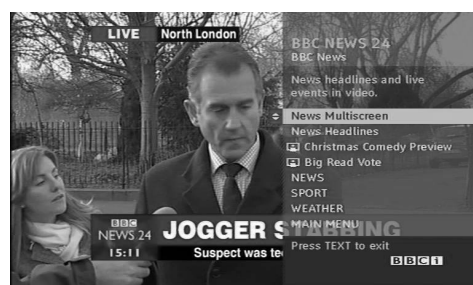 LIVE North London
BBC NEWS 24
BBC News
News headlines and live
events in video.
News Multiscreen
News Headlines
Christmas Comedy Preview
Big Read Vote
NEWS
SPORT
WEATHER
MAIN MENU
Press TEXT to exit
BBCi
BBC
NEWS 24
15:11
JOGGER STABBING
Suspect was